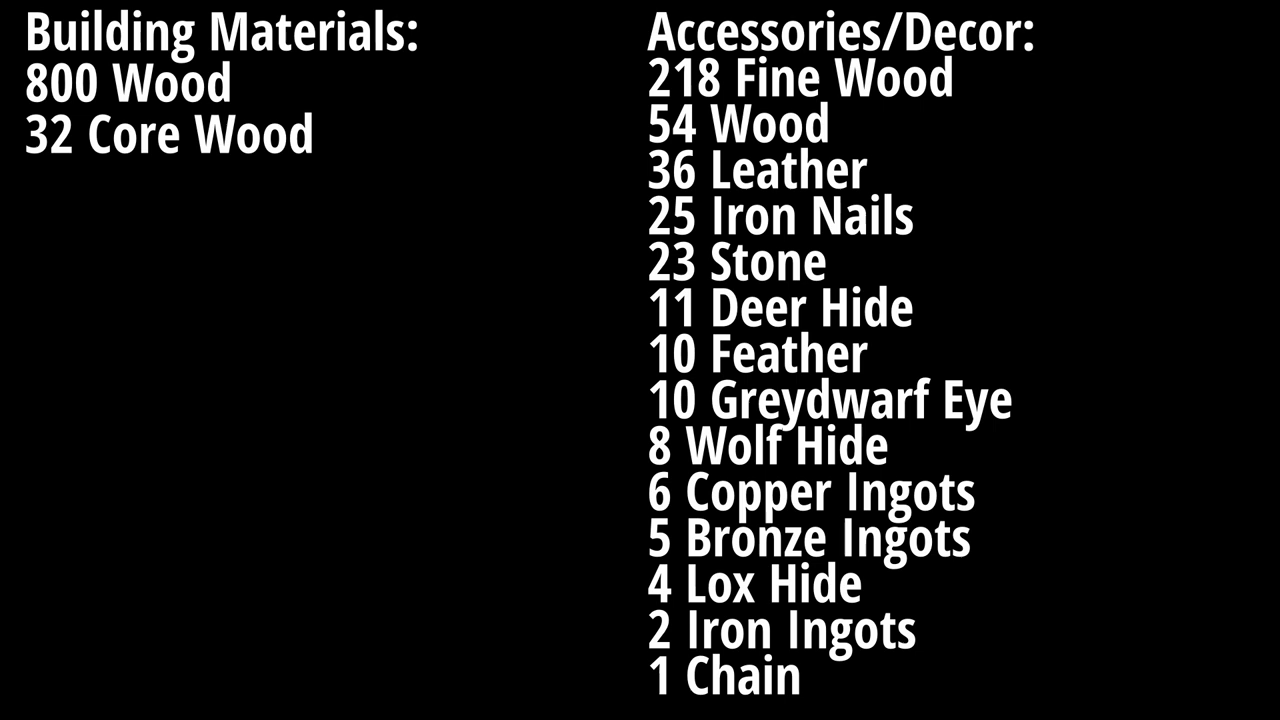 Building Materials:
800 Wood
32 Core Wood
Accessories/Decor:
218 Fine Wood
54 Wood
36 Leather
25 Iron Nails
23 Stone
11 Deer Hide
10 Feather
10 Greydwarf Eye
8 Wolf Hide
6 Copper Ingots
5 Bronze Ingots
4 Lox Hide
2 Iron Ingots
1 Chain